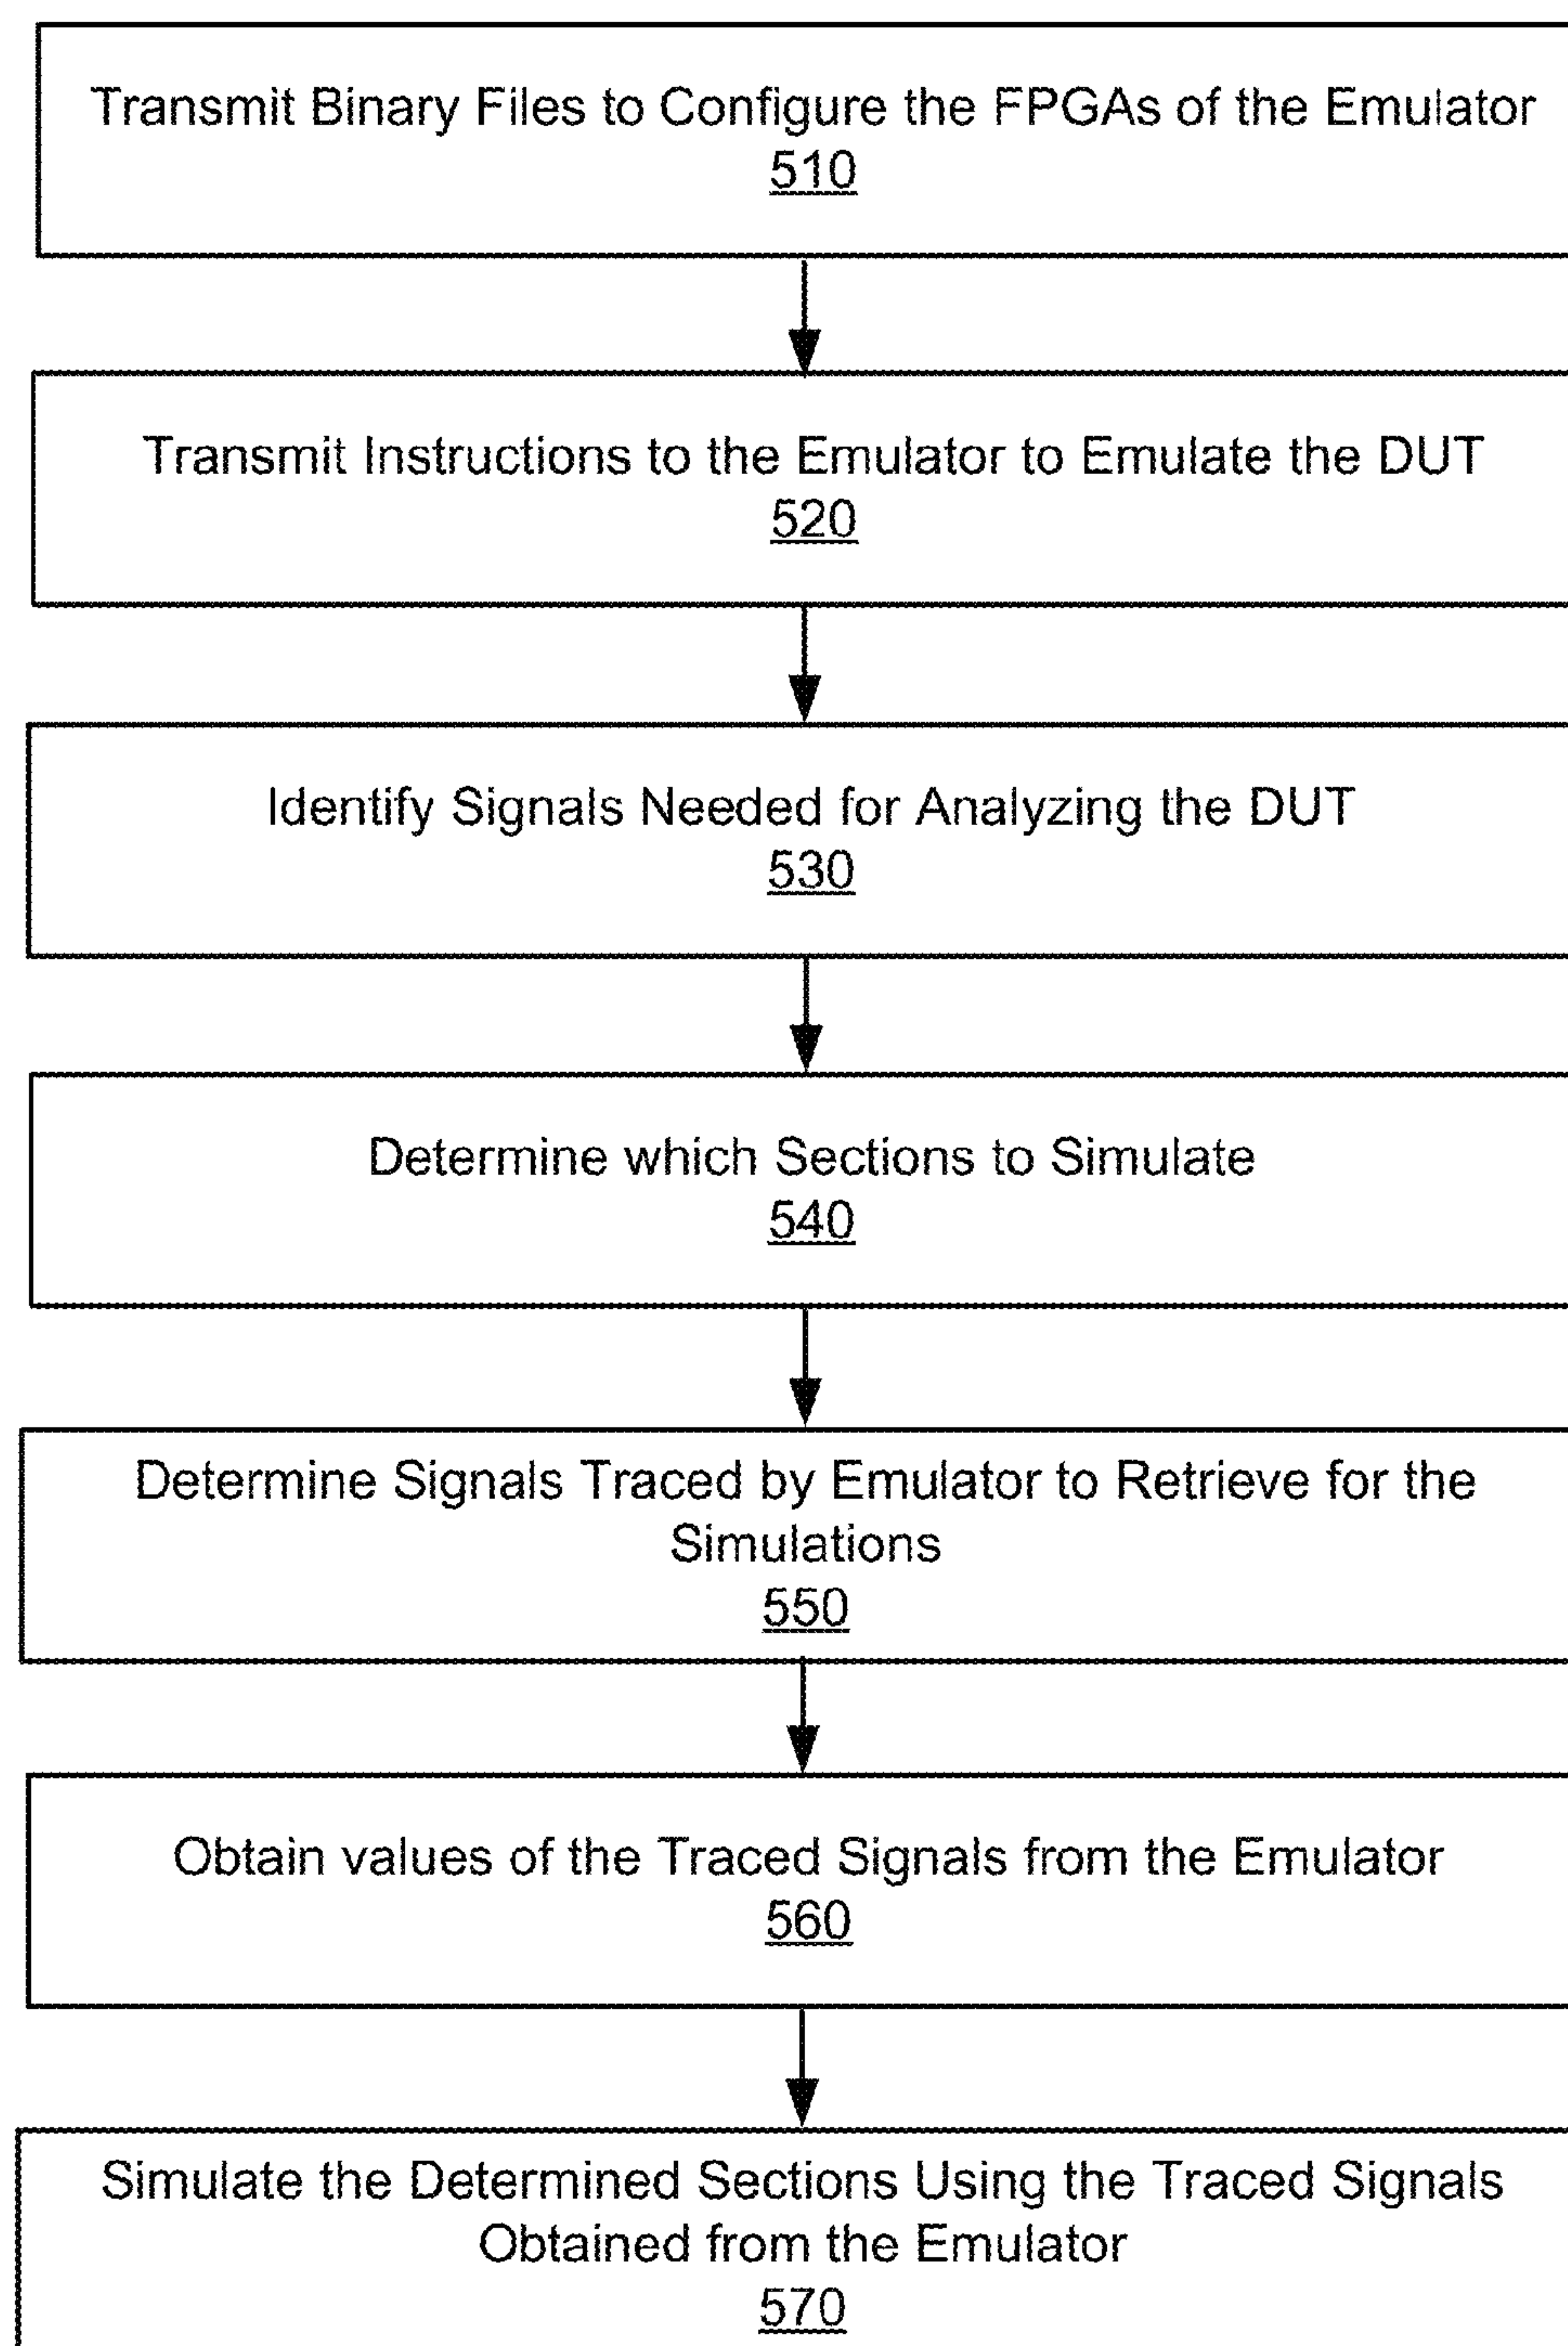 Transmit Binary Files to Configure the FPGAs of the Emulator
510
Transmit Instructions to the Emulator to Emulate the DUT
520
Identify Signals Needed for Analyzing the DUT
530
Determine which Sections to Simulate
540
Determine Signals Traced by Emulator to Retrieve for the
Simulations
550
Obtain values of the Traced Signals from the Emulator
560
Simulate the Determined Sections Using the Traced Signals
Obtained from the Emulator
570